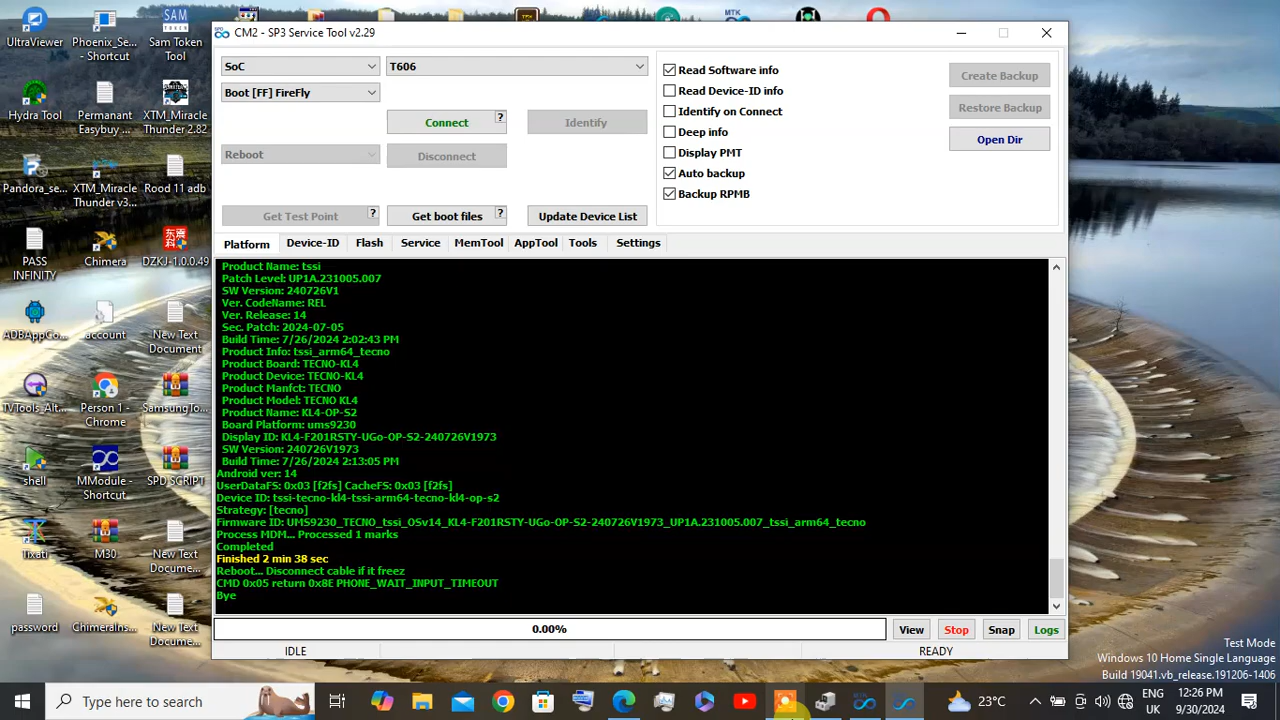 UltraViewer
Phoenix_Se...
- Shortcut
Sam Token
Tool
MTK
SAM
TOKEN
Hydra Tool
Permanant
Easybuy ...
XTM_Miracle
Thunder 2.82
Pandora_se...
XTM_Miracle
Thunder v3...
Rood 11 adb
PASS
INFINITY
Chimera
DZKJ-1.0.0.49
ADBAppCo...
account
New Text
Document
TVTools_Alt...
Person 1 -
Chrome
SamsungTo...
shell
MModule -
Shortcut
SPD SCRIPT
Tixati
M30
New Text
Docume...
password
ChimeraIns...
New Text
Docume...
CM2 - SP3 Service Tool v2.29
SoC
T606
Boot [FF] FireFly
Connect
?
Identify
Reboot
Disconnect
Get Test Point
?
Get boot files
?
Update Device List
Read Software info
Read Device-ID info
Identify on Connect
Deep info
Display PMT
Auto backup
Backup RPMB
Create Backup
Restore Backup
Open Dir
Platform
Device-ID
Flash
Service
MemTool
AppTool
Tools
Settings
Product Name: tssi
Patch Level: UP1A.231005.007
SW Version: 240726V1
Ver. CodeName: REL
Ver. Release: 14
Sec. Patch: 2024-07-05
Build Time: 7/26/2024 2:02:43 PM
Product Info: tssi_arm64_tecno
Product Board: TECNO-KL4
Product Device: TECNO-KL4
Product Manfct: TECNO
Product Model: TECNO KL4
Product Name: KL4-OP-S2
Board Platform: ums9230
Display ID: KL4-F201RSTY-UGo-OP-S2-240726V1973
SW Version: 240726V1973
Build Time: 7/26/2024 2:13:05 PM
Android ver: 14
UserDataFS: 0x03 [f2fs] CacheFS: 0x03 [f2fs]
Device ID: tssi-tecno-kl4-tssi-arm64-tecno-kl4-op-s2
Strategy: [tecno]
Firmware ID: UMS9230_TECNO_tssi_OSv14_KL4-F201RSTY-UGo-OP-S2-240726V1973_UP1A.231005.007_tssi_arm64_tecno
Process MDM... Processed 1 marks
Completed
Finished 2 min 38 sec
Reboot... Disconnect cable if it freez
CMD 0x05 return 0x8E PHONE_WAIT_INPUT_TIMEOUT
Bye
0.00%
View
Stop
Snap
Logs
IDLE
READY
Test Mode
Windows 10 Home Single Language
Build 19041.vb_release.191206-1406
Type here to search
23°C
ENG
UK
12:26 PM
9/30/2024